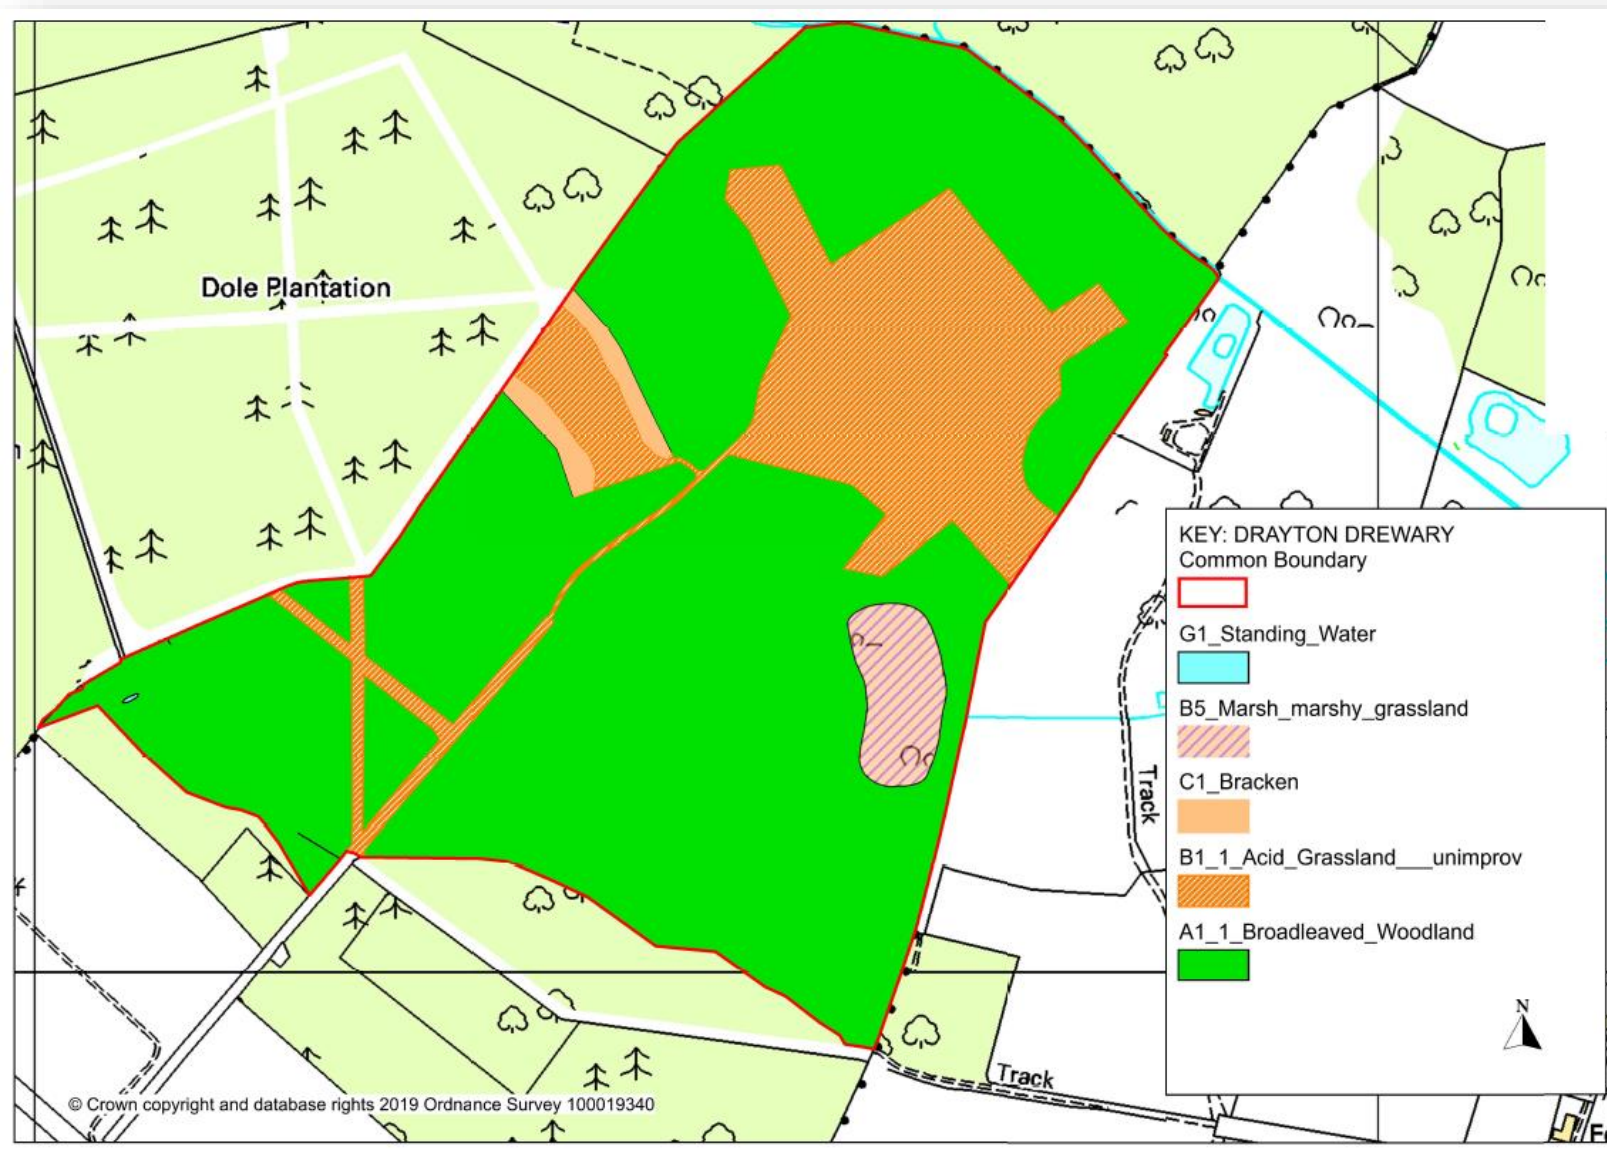 Dole Plantation
KEY: DRAYTON DREWARY
Common Boundary
G1_Standing_Water
B5_Marsh_marshy_grassland
C1_Bracken
B1_1_Acid_Grassland___unimprov
A1_1_Broadleaved_Woodland
N
Track
Track
© Crown copyright and database rights 2019 Ordnance Survey 100019340